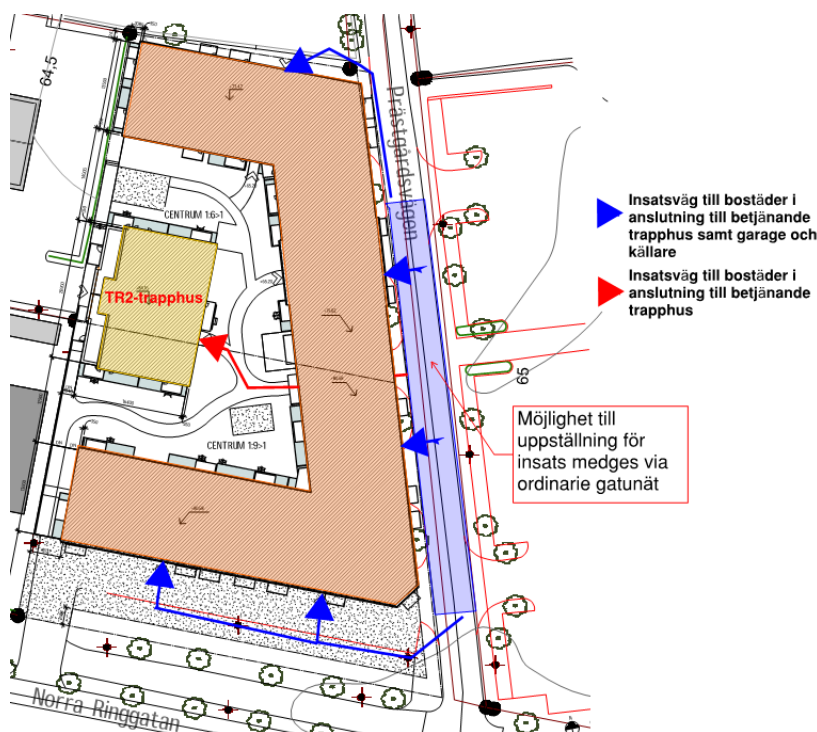 64,5
Prästgårdsvägen
CENTRUM 1:6>1
TR2-trapphus
CENTRUM 1:9>1
65
Insatsväg till bostäder i
anslutning till betjänande
trapphus samt garage och
källare
Insatsväg till bostäder i
anslutning till betjänande
trapphus
Möjlighet till
uppställning för
insats medges via
ordinarie gatunät
Norra Ringgatan